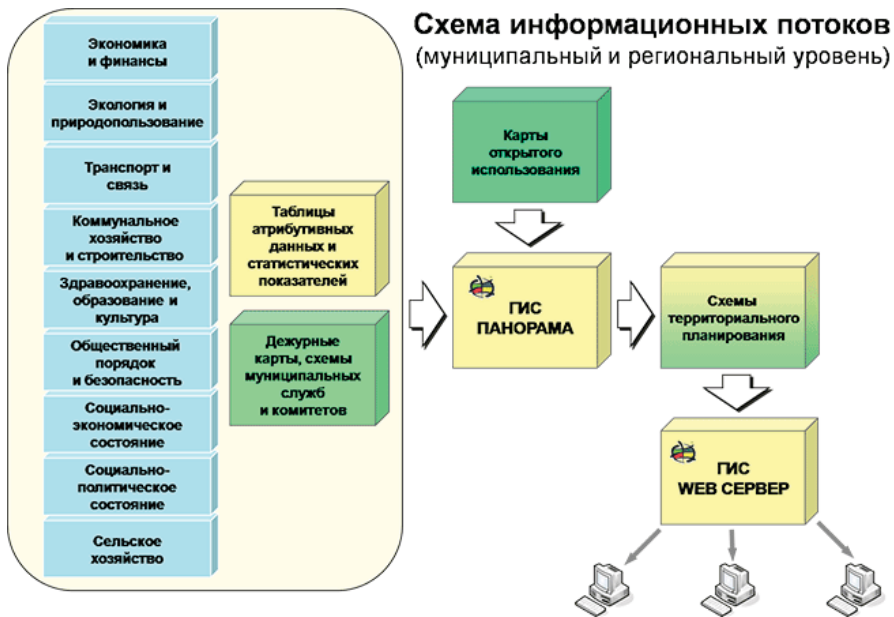 Схема информационных потоков
(муниципальный и региональный уровень)
Экономика
и финансы
Экология и
природопользование
Транспорт и
связь
Коммунальное
хозяйство
и строительство
Здравоохранение,
образование и
культура
Общественный
порядок
и безопасность
Социально-
экономическое
состояние
Социально-
политическое
состояние
Сельское
хозяйство
Таблицы
атрибутивных
данных и
статистических
показателей
Дежурные
карты, схемы
муниципальных
служб
и комитетов
Карты
открытого
использования
ГИС
ПАНОРАМА
Схемы
территориального
планирования
ГИС
WEB СЕРВЕР